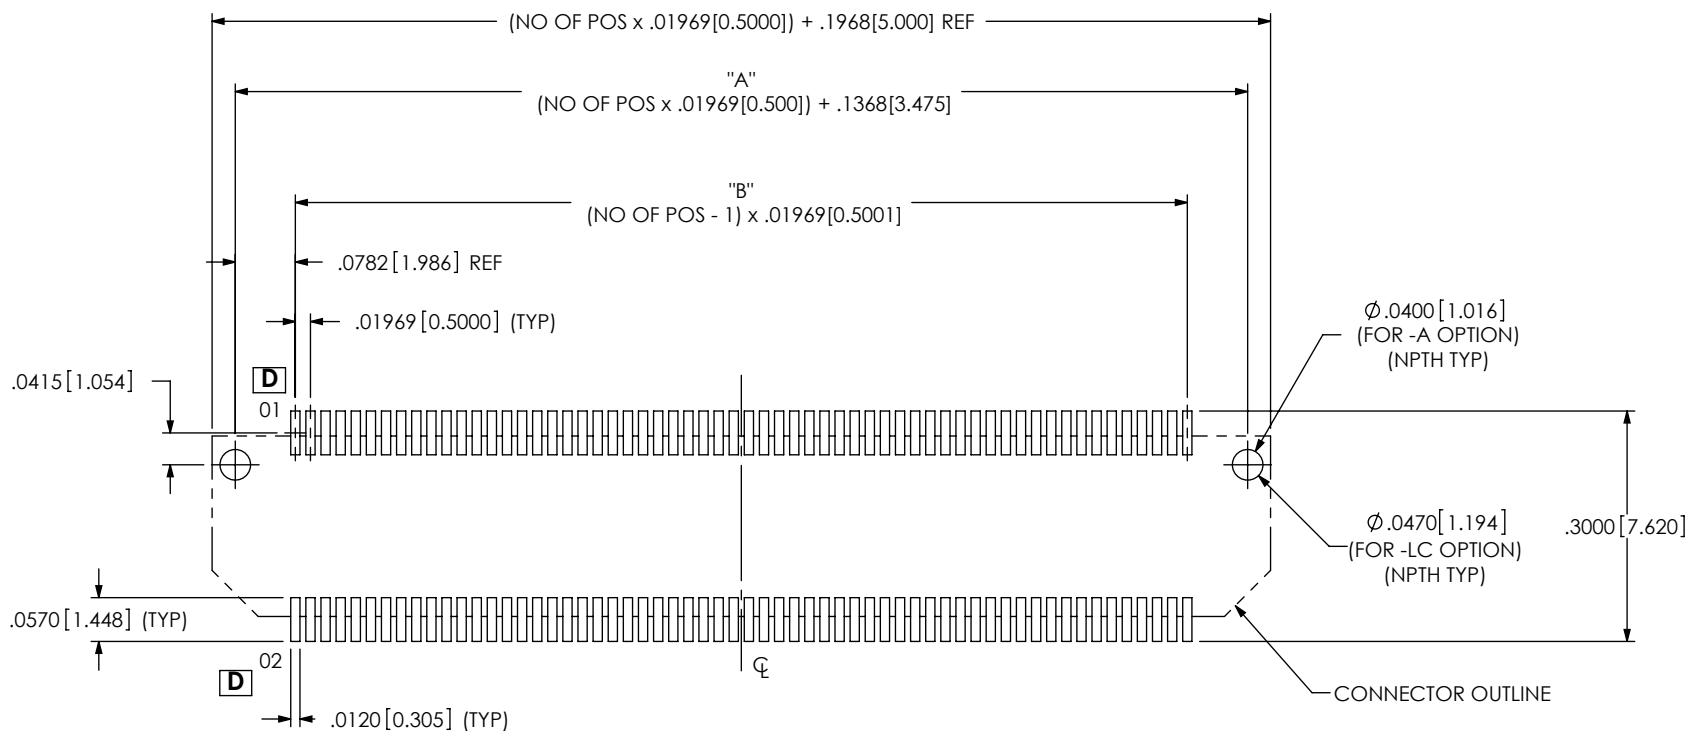 (NO OF POS x .01969[0.5000]) + .1968[5.000] REF
"A"
(NO OF POS x .01969[0.500]) + .1368[3.475]
"B"
(NO OF POS - 1) x .01969[0.5001]
.0782[1.986] REF
.01969[0.5000] (TYP)
Ø.0400[1.016]
(FOR -A OPTION)
(NPTH TYP)
.0415[1.054]
D
01
Ø.0470[1.194]
(FOR -LC OPTION)
(NPTH TYP)
.3000[7.620]
.0570[1.448] (TYP)
02
D
℄
CONNECTOR OUTLINE
.0120[0.305] (TYP)